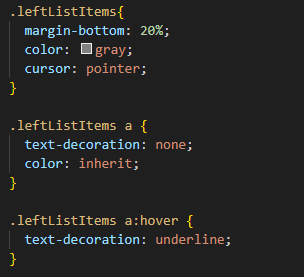 .leftListItems{
margin-bottom: 20%;
color: gray;
cursor: pointer;
}
.leftListItems a {
text-decoration: none;
color: inherit;
}
.leftListItems a:hover {
text-decoration: underline;
}